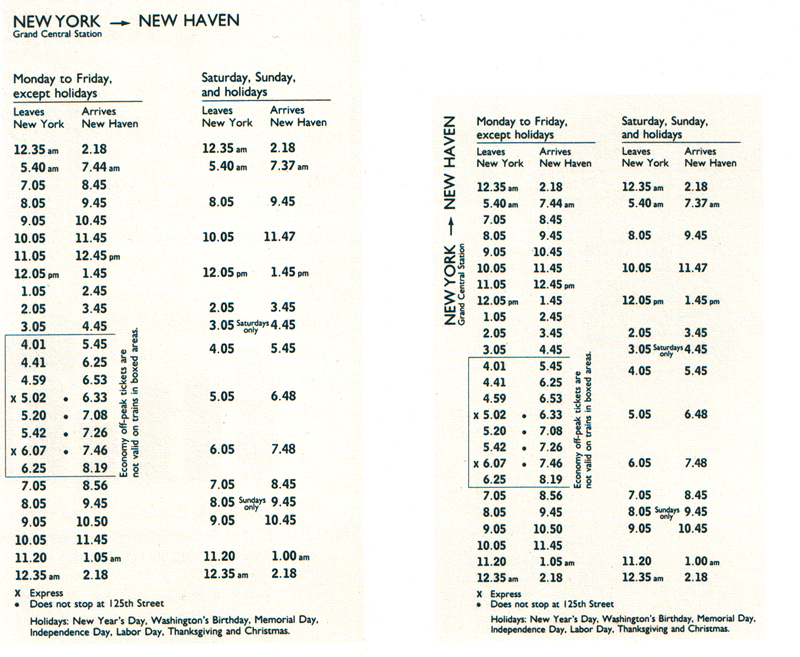 NEW YORK → NEW HAVEN
Grand Central Station
Monday to Friday, Saturday, Sunday,
except holidays and holidays
Leaves Arrives Leaves Arrives
New York New Haven New York New Haven
12.35 am 2.18 12.35 am 2.18
5.40 am 7.44 am 5.40 am 7.37 am
7.05 8.45
8.05 9.45 8.05 9.45
9.05 10.45
10.05 11.45 10.05 11.47
11.05 12.45 pm
12.05 pm 1.45 12.05 pm 1.45 pm
1.05 2.45
2.05 3.45 2.05 3.45
3.05 4.45 3.05 Saturdays only 4.45
4.01 5.45 4.05 5.45
4.41 6.25
4.59 6.53
x 5.02 • 6.33 5.05 6.48
5.20 • 7.08
5.42 • 7.26
x 6.07 • 7.46 6.05 7.48
6.25 8.19
Economy off-peak tickets are
not valid on trains in boxed areas.
7.05 8.56 7.05 8.45
8.05 9.45 8.05 Sundays only 9.45
9.05 10.50 9.05 10.45
10.05 11.45
11.20 1.05 am 11.20 1.00 am
12.35 am 2.18 12.35 am 2.18
X Express
• Does not stop at 125th Street
Holidays: New Year's Day, Washington's Birthday, Memorial Day,
Independence Day, Labor Day, Thanksgiving and Christmas.
NEW YORK → NEW HAVEN
Grand Central Station
Monday to Friday, Saturday, Sunday,
except holidays and holidays
Leaves Arrives Leaves Arrives
New York New Haven New York New Haven
12.35 am 2.18 12.35 am 2.18
5.40 am 7.44 am 5.40 am 7.37 am
7.05 8.45
8.05 9.45 8.05 9.45
9.05 10.45
10.05 11.45 10.05 11.47
11.05 12.45 pm
12.05 pm 1.45 12.05 pm 1.45 pm
1.05 2.45
2.05 3.45 2.05 3.45
3.05 4.45 3.05 Saturdays only 4.45
4.01 5.45 4.05 5.45
4.41 6.25
4.59 6.53
x 5.02 • 6.33 5.05 6.48
5.20 • 7.08
5.42 • 7.26
x 6.07 • 7.46 6.05 7.48
6.25 8.19
Economy off-peak tickets are
not valid on trains in boxed areas.
7.05 8.56 7.05 8.45
8.05 9.45 8.05 Sundays only 9.45
9.05 10.50 9.05 10.45
10.05 11.45
11.20 1.05 am 11.20 1.00 am
12.35 am 2.18 12.35 am 2.18
X Express
• Does not stop at 125th Street
Holidays: New Year's Day, Washington's Birthday, Memorial Day,
Independence Day, Labor Day, Thanksgiving and Christmas.